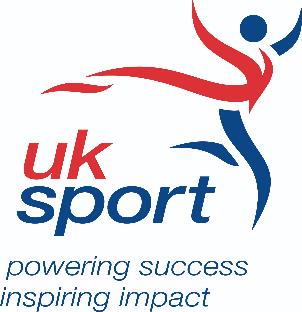 uk
sport
powering success
inspiring impact